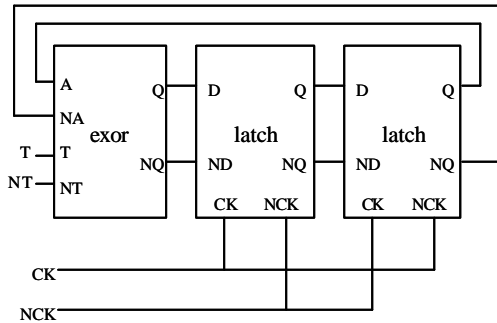 A Q D Q D Q
NA
exor latch latch
T T
NQ ND NQ ND NQ
NT NT
CK NCK CK NCK
CK
NCK